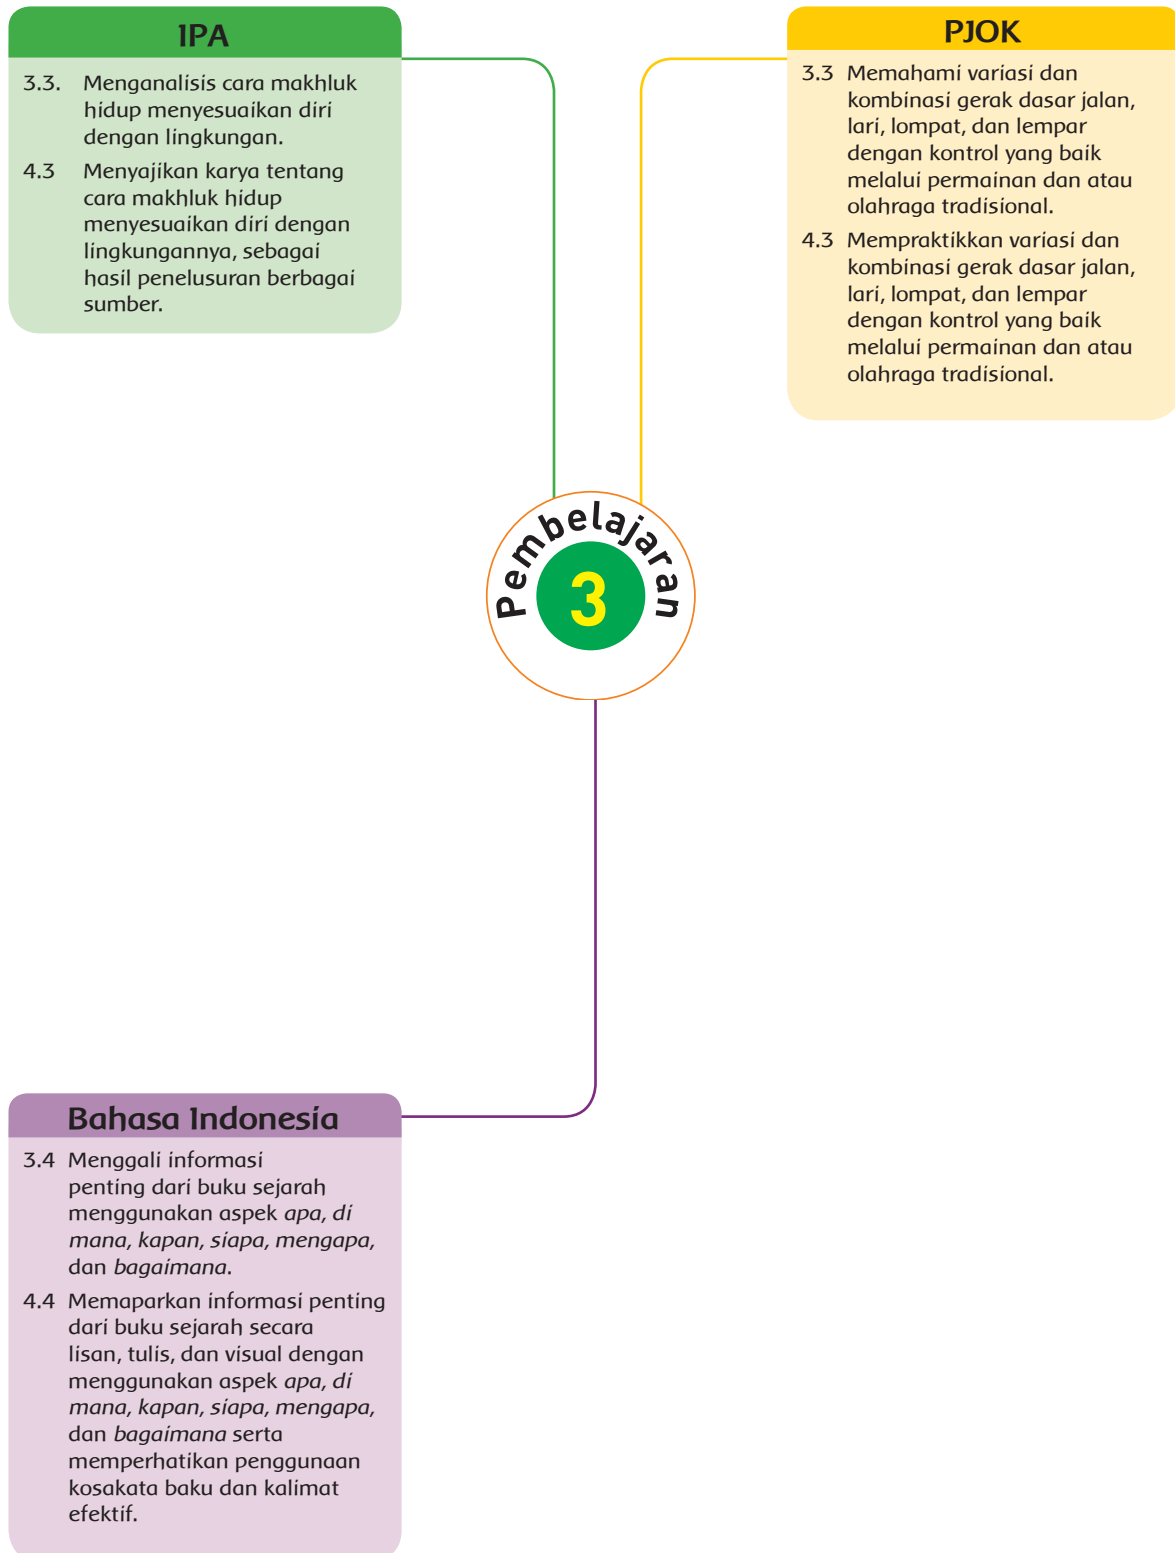 IPA
3.3. Menganalisis cara makhluk
hidup menyesuaikan diri
dengan lingkungan.
4.3 Menyajikan karya tentang
cara makhluk hidup
menyesuaikan diri dengan
lingkungannya, sebagai
hasil penelusuran berbagai
sumber.
PJOK
3.3 Memahami variasi dan
kombinasi gerak dasar jalan,
lari, lompat, dan lempar
dengan kontrol yang baik
melalui permainan dan atau
olahraga tradisional.
4.3 Mempraktikkan variasi dan
kombinasi gerak dasar jalan,
lari, lompat, dan lempar
dengan kontrol yang baik
melalui permainan dan atau
olahraga tradisional.
Pembelajaran
3
Bahasa Indonesia
3.4 Menggali informasi
penting dari buku sejarah
menggunakan aspek apa, di
mana, kapan, siapa, mengapa,
dan bagaimana.
4.4 Memaparkan informasi penting
dari buku sejarah secara
lisan, tulis, dan visual dengan
menggunakan aspek apa, di
mana, kapan, siapa, mengapa,
dan bagaimana serta
memperhatikan penggunaan
kosakata baku dan kalimat
efektif.